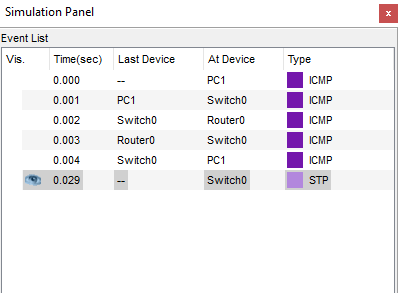 Simulation Panel x
Event List
Vis. Time(sec) Last Device At Device Type
0.000 -- PC1 ICMP
0.001 PC1 Switch0 ICMP
0.002 Switch0 Router0 ICMP
0.003 Router0 Switch0 ICMP
0.004 Switch0 PC1 ICMP
0.029 -- Switch0 STP